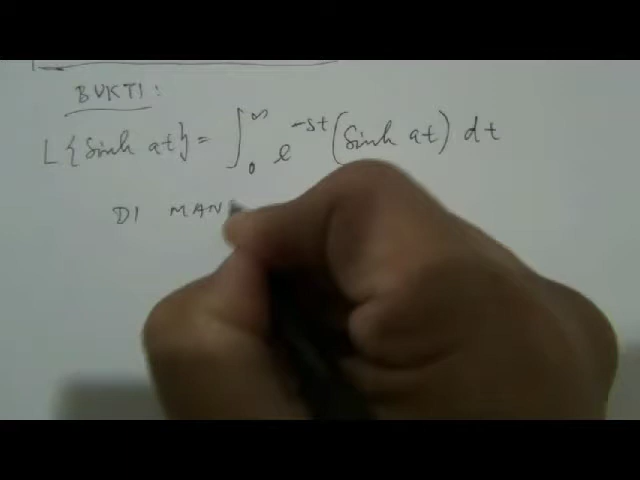 BUKTI:
L{sinh at} = ∫₀^∞ e^{-st} (sinh at) dt
DI MAN